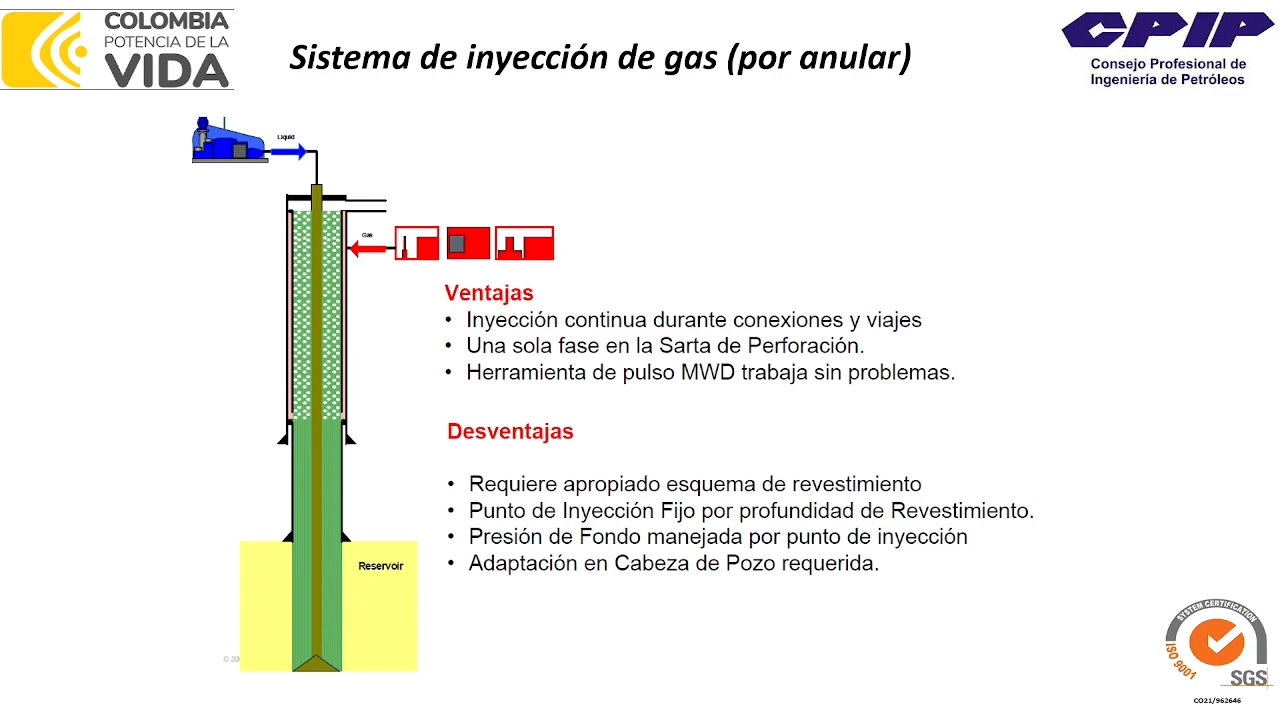 COLOMBIA
POTENCIA DE LA
VIDA
Sistema de inyección de gas (por anular)
CPIP
Consejo Profesional de
Ingeniería de Petróleos
Liquid
Gas
Ventajas
• Inyección continua durante conexiones y viajes
• Una sola fase en la Sarta de Perforación.
• Herramienta de pulso MWD trabaja sin problemas.
Desventajas
• Requiere apropiado esquema de revestimiento
• Punto de Inyección Fijo por profundidad de Revestimiento.
• Presión de Fondo manejada por punto de inyección
• Adaptación en Cabeza de Pozo requerida.
Reservoir
SYSTEM CERTIFICATION
ISO 9001
SGS
CO21/962646